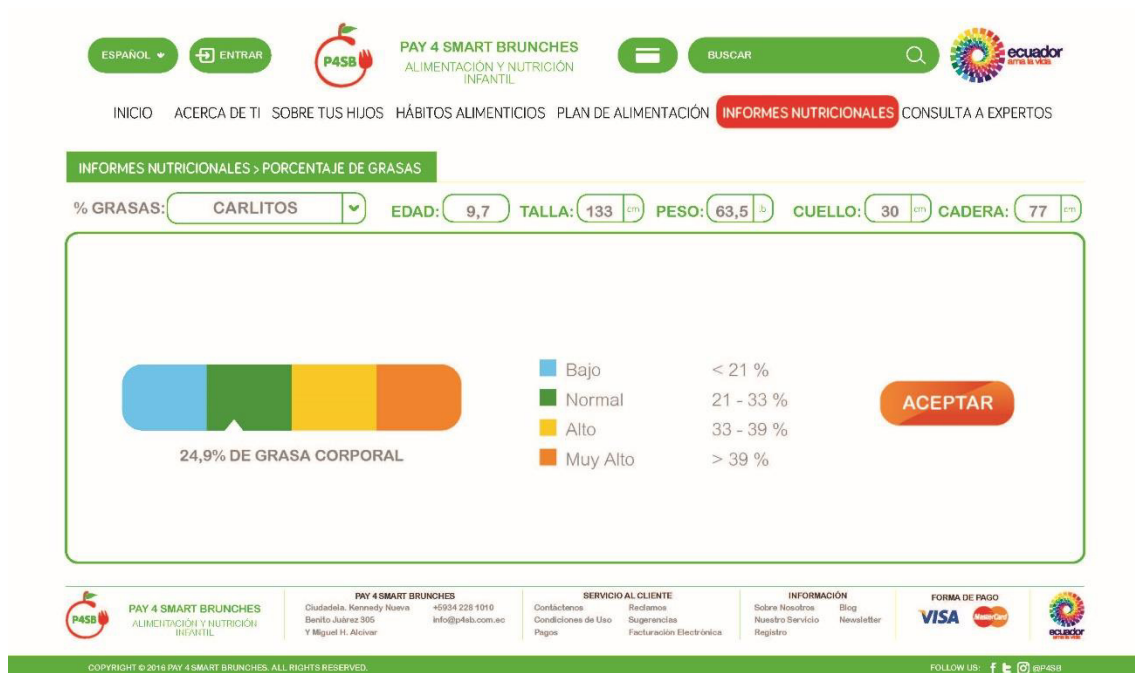 ESPAÑOL
ENTRAR
P4SB
PAY 4 SMART BRUNCHES
ALIMENTACIÓN Y NUTRICIÓN
INFANTIL
BUSCAR
ecuador
ama la vida
INICIO ACERCA DE TI SOBRE TUS HIJOS HÁBITOS ALIMENTICIOS PLAN DE ALIMENTACIÓN INFORMES NUTRICIONALES CONSULTA A EXPERTOS
INFORMES NUTRICIONALES > PORCENTAJE DE GRASAS
% GRASAS: CARLITOS EDAD: 9,7 TALLA: 133 cm PESO: 63,5 lb CUELLO: 30 cm CADERA: 77 cm
Bajo < 21 %
Normal 21 - 33 %
Alto 33 - 39 %
Muy Alto > 39 %
24,9% DE GRASA CORPORAL
ACEPTAR
P4SB
PAY 4 SMART BRUNCHES
ALIMENTACIÓN Y NUTRICIÓN
INFANTIL
PAY 4 SMART BRUNCHES
Ciudadela. Kennedy Nueva +5934 228 1010
Benito Juárez 305 info@p4sb.com.ec
Y Miguel H. Alcivar
SERVICIO AL CLIENTE
Contáctenos Reclamos
Condiciones de Uso Sugerencias
Pagos Facturación Electrónica
INFORMACIÓN
Sobre Nosotros Blog
Nuestro Servicio Newsletter
Registro
FORMA DE PAGO
VISA MasterCard
ecuador
ama la vida
COPYRIGHT © 2016 PAY 4 SMART BRUNCHES. ALL RIGHTS RESERVED.
FOLLOW US: @P4SB